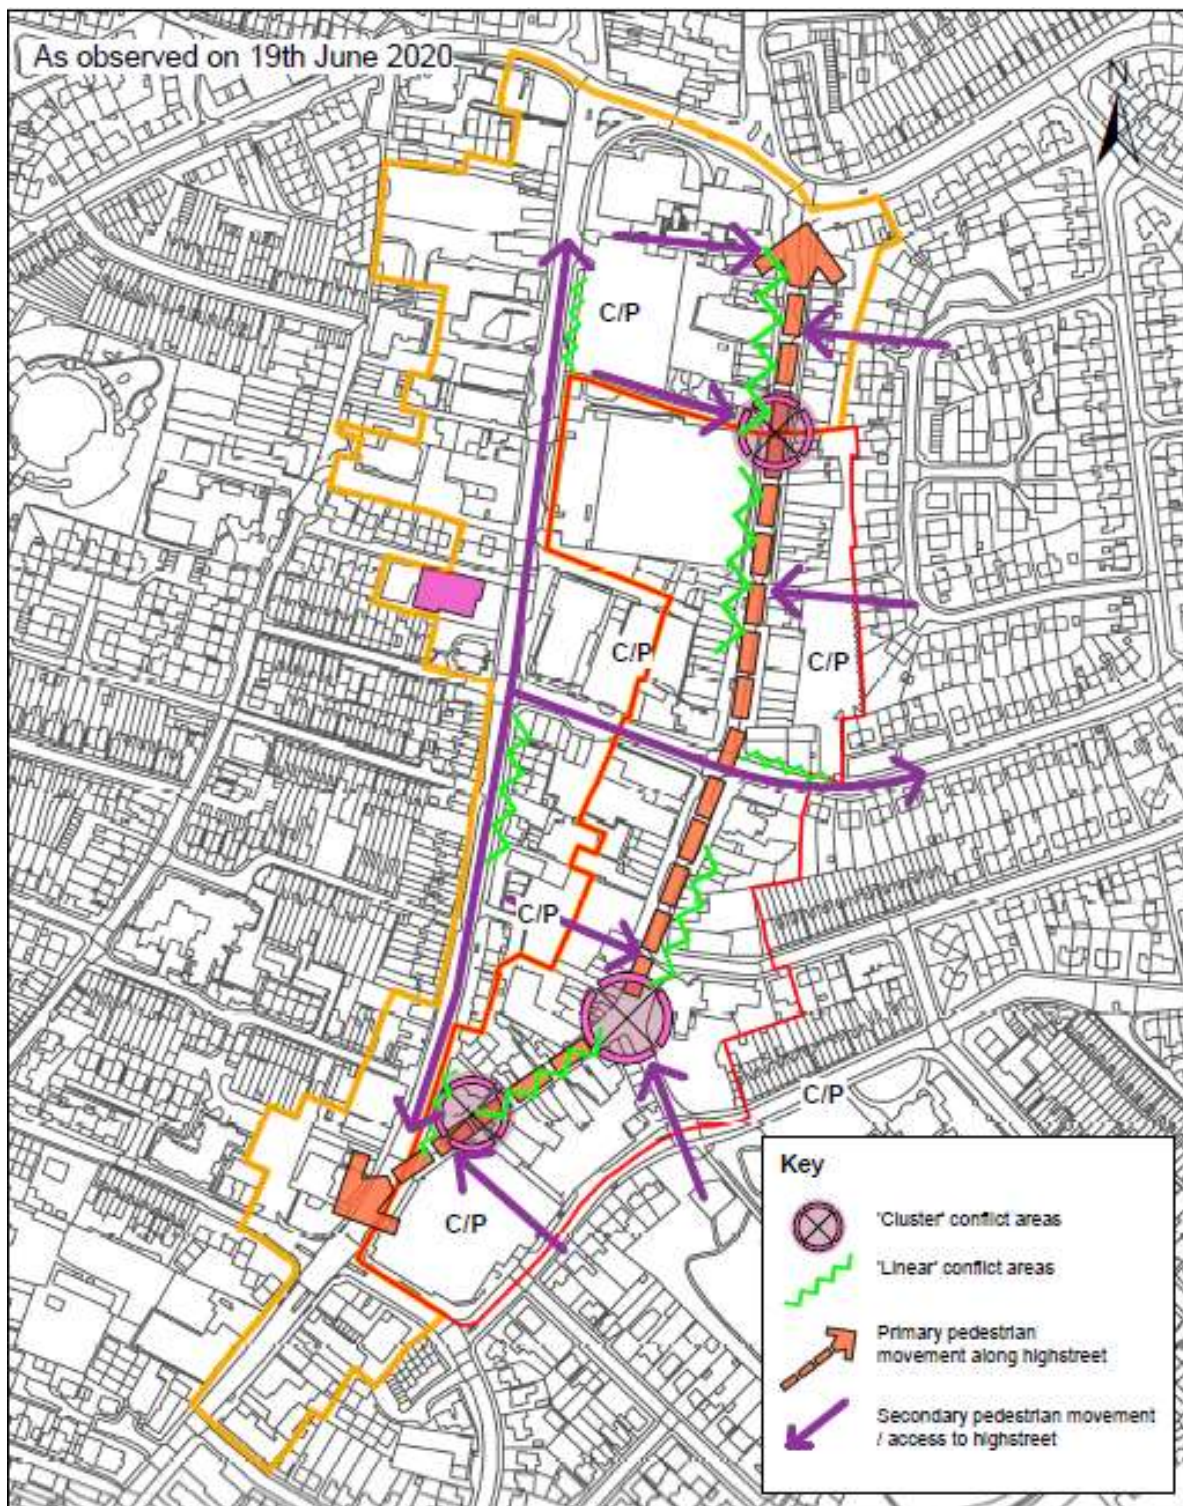 As observed on 19th June 2020
N
C/P
C/P
C/P
C/P
C/P
C/P
Key
'Cluster' conflict areas
'Linear' conflict areas
Primary pedestrian
movement along highstreet
Secondary pedestrian movement
/ access to highstreet